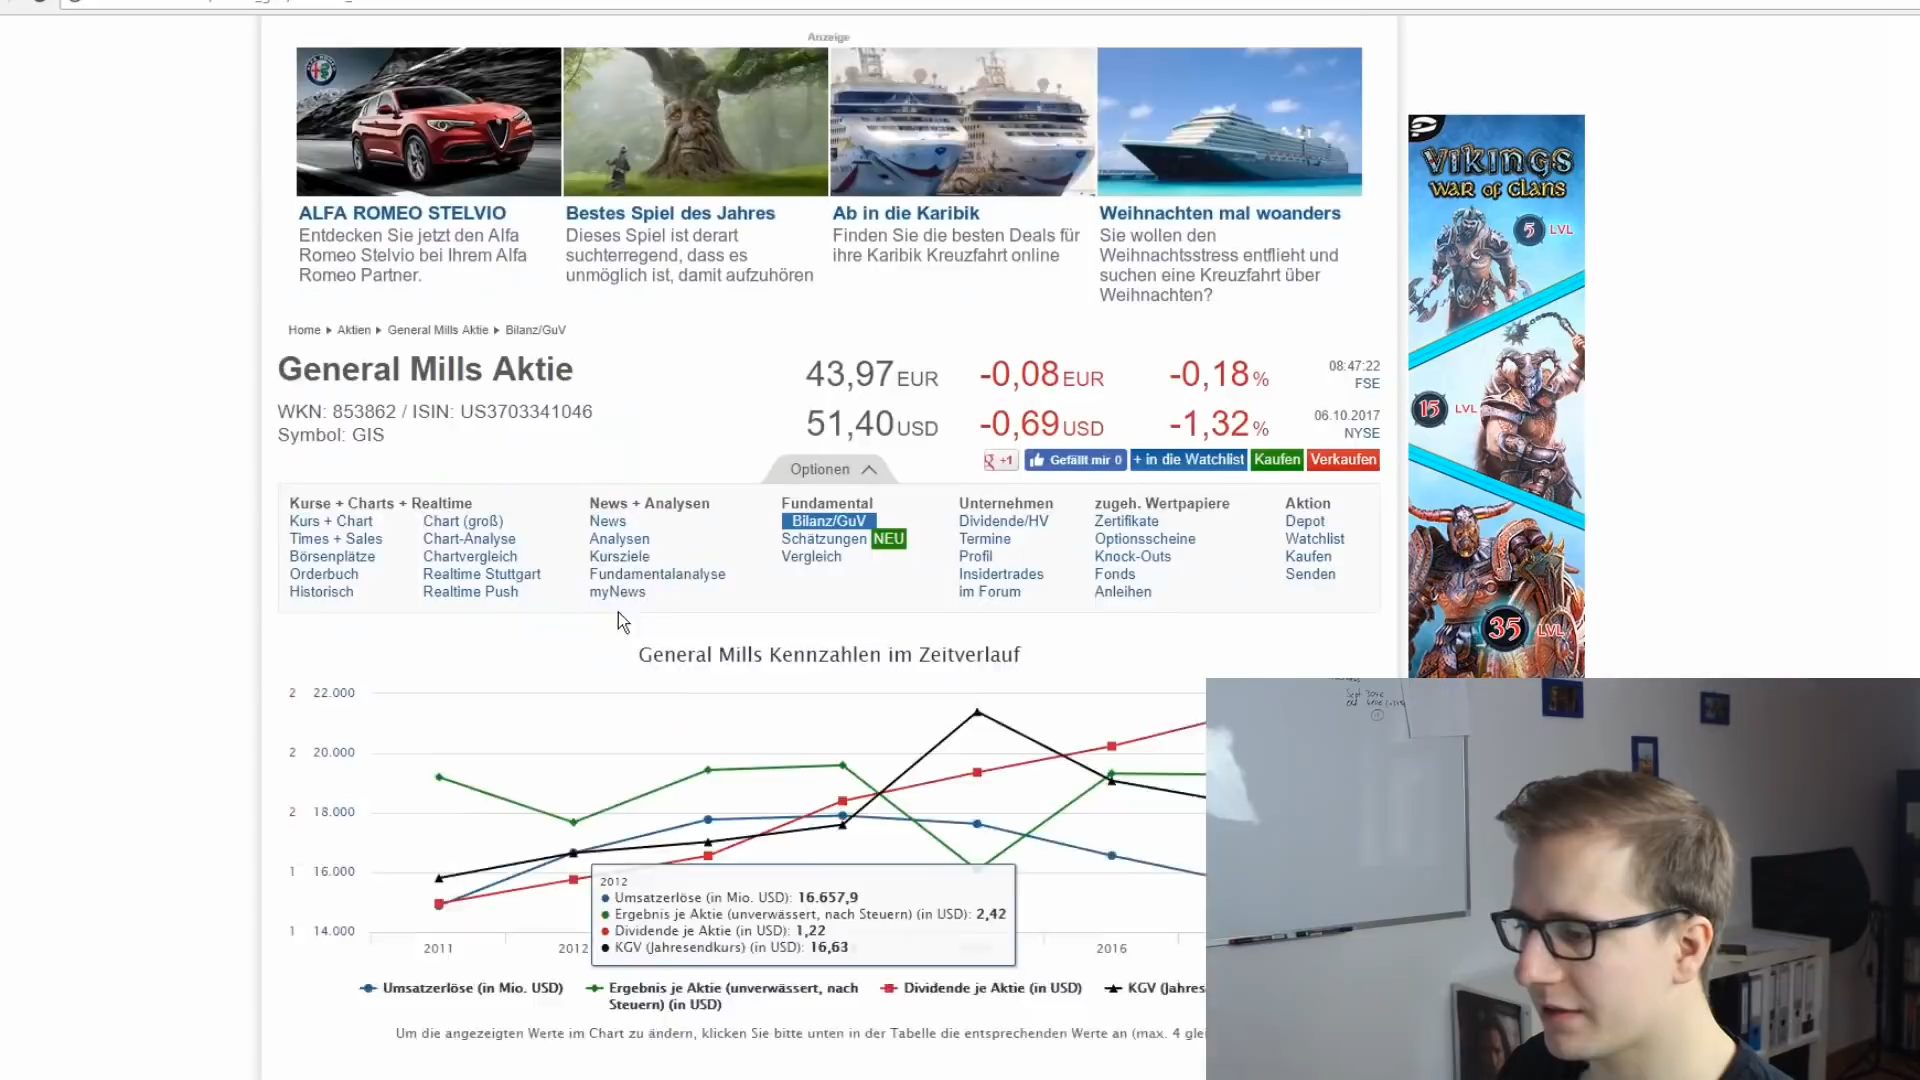 Anzeige
ALFA ROMEO STELVIO
Entdecken Sie jetzt den Alfa
Romeo Stelvio bei Ihrem Alfa
Romeo Partner.
Bestes Spiel des Jahres
Dieses Spiel ist derart
suchterregend, dass es
unmöglich ist, damit aufzuhören
Ab in die Karibik
Finden Sie die besten Deals für
ihre Karibik Kreuzfahrt online
Weihnachten mal woanders
Sie wollen den
Weihnachtsstress entflieht und
suchen eine Kreuzfahrt über
Weihnachten?
VIKINGS
WAR OF CLANS
5 LVL
15 LVL
35 LVL
Home ▸ Aktien ▸ General Mills Aktie ▸ Bilanz/GuV
General Mills Aktie
WKN: 853862 / ISIN: US3703341046
Symbol: GIS
43,97 EUR -0,08 EUR -0,18 % 08:47:22
FSE
51,40 USD -0,69 USD -1,32 % 06.10.2017
NYSE
+1 Gefällt mir 0 + in die Watchlist Kaufen Verkaufen
Optionen
Kurse + Charts + Realtime
Kurs + Chart
Times + Sales
Börsenplätze
Orderbuch
Historisch
Chart (groß)
Chart-Analyse
Chartvergleich
Realtime Stuttgart
Realtime Push
News + Analysen
News
Analysen
Kursziele
Fundamentalanalyse
myNews
Fundamental
Bilanz/GuV
Schätzungen NEU
Vergleich
Unternehmen
Dividende/HV
Termine
Profil
Insidertrades
im Forum
zugeh. Wertpapiere
Zertifikate
Optionsscheine
Knock-Outs
Fonds
Anleihen
Aktion
Depot
Watchlist
Kaufen
Senden
General Mills Kennzahlen im Zeitverlauf
2 22.000
2 20.000
2 18.000
1 16.000
1 14.000
2011 2012 2016
2012
Umsatzerlöse (in Mio. USD): 16.657,9
Ergebnis je Aktie (unverwässert, nach Steuern) (in USD): 2,42
Dividende je Aktie (in USD): 1,22
KGV (Jahresendkurs) (in USD): 16,63
Umsatzerlöse (in Mio. USD)
Ergebnis je Aktie (unverwässert, nach
Steuern) (in USD)
Dividende je Aktie (in USD)
KGV (Jahres
Um die angezeigten Werte im Chart zu ändern, klicken Sie bitte unten in der Tabelle die entsprechenden Werte an (max. 4 glei